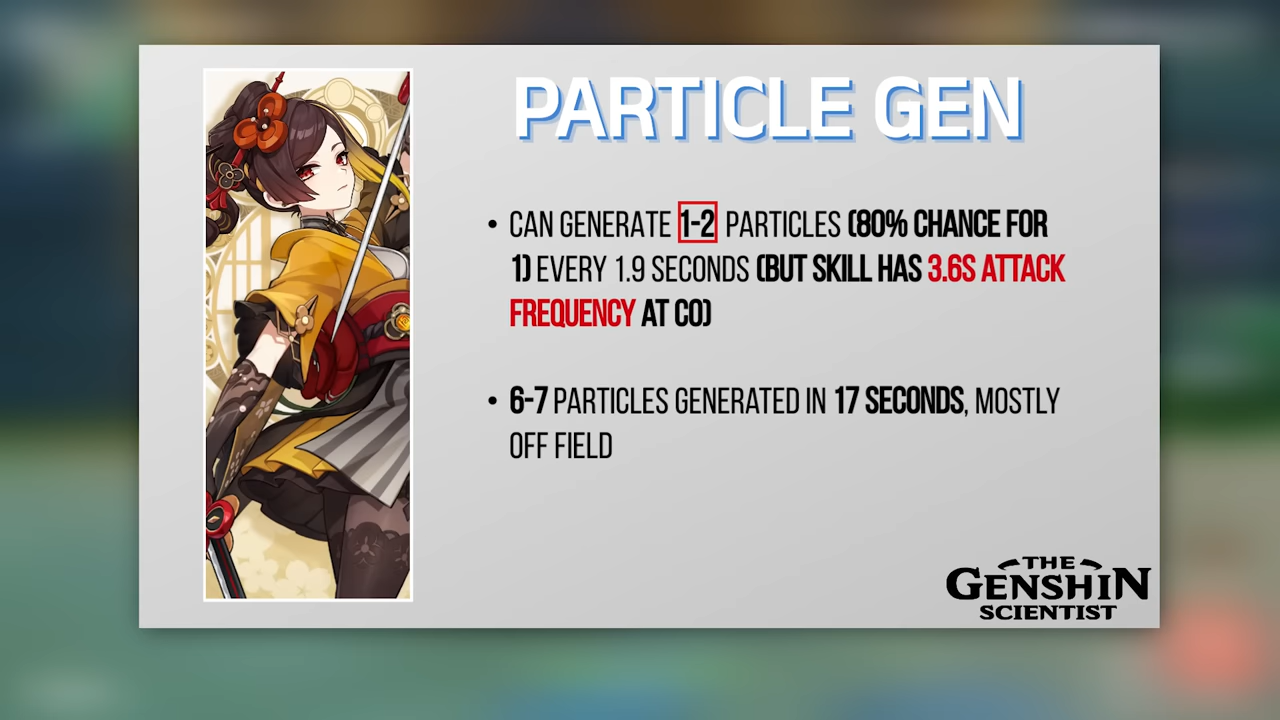 PARTICLE GEN
• CAN GENERATE 1-2 PARTICLES (80% CHANCE FOR
1) EVERY 1.9 SECONDS (BUT SKILL HAS 3.6S ATTACK
FREQUENCY AT C0)
• 6-7 PARTICLES GENERATED IN 17 SECONDS, MOSTLY
OFF FIELD
THE
GENSHIN
SCIENTIST